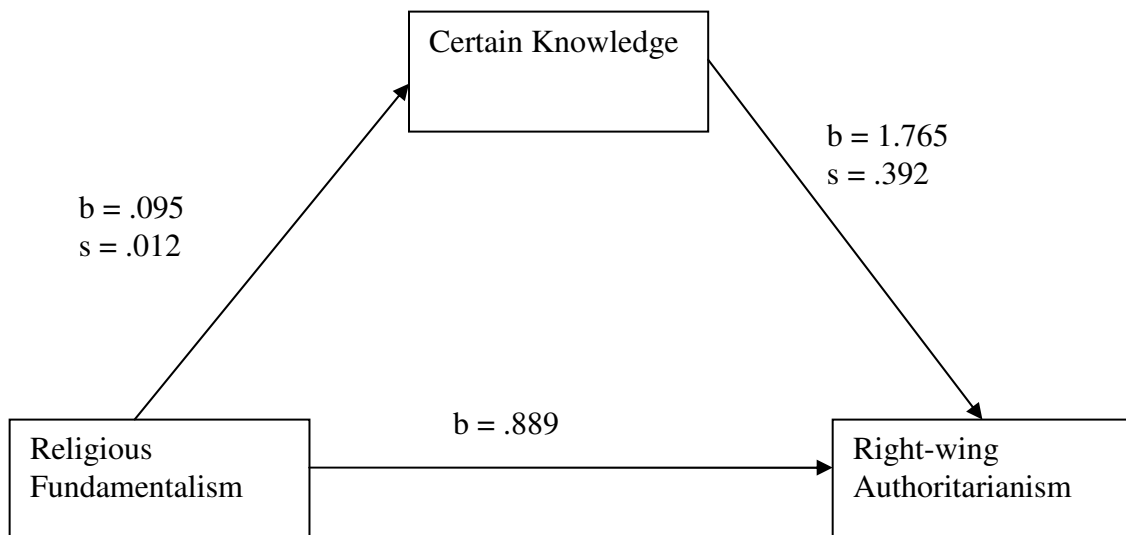 Certain Knowledge
b = 1.765
s = .392
b = .095
s = .012
b = .889
Religious
Fundamentalism
Right-wing
Authoritarianism